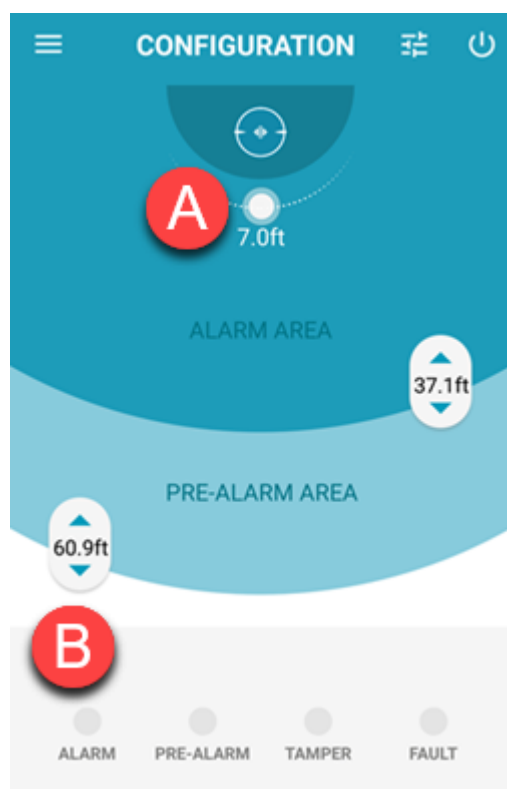 CONFIGURATION
A
7.0ft
ALARM AREA
37.1ft
PRE-ALARM AREA
60.9ft
B
ALARM PRE-ALARM TAMPER FAULT